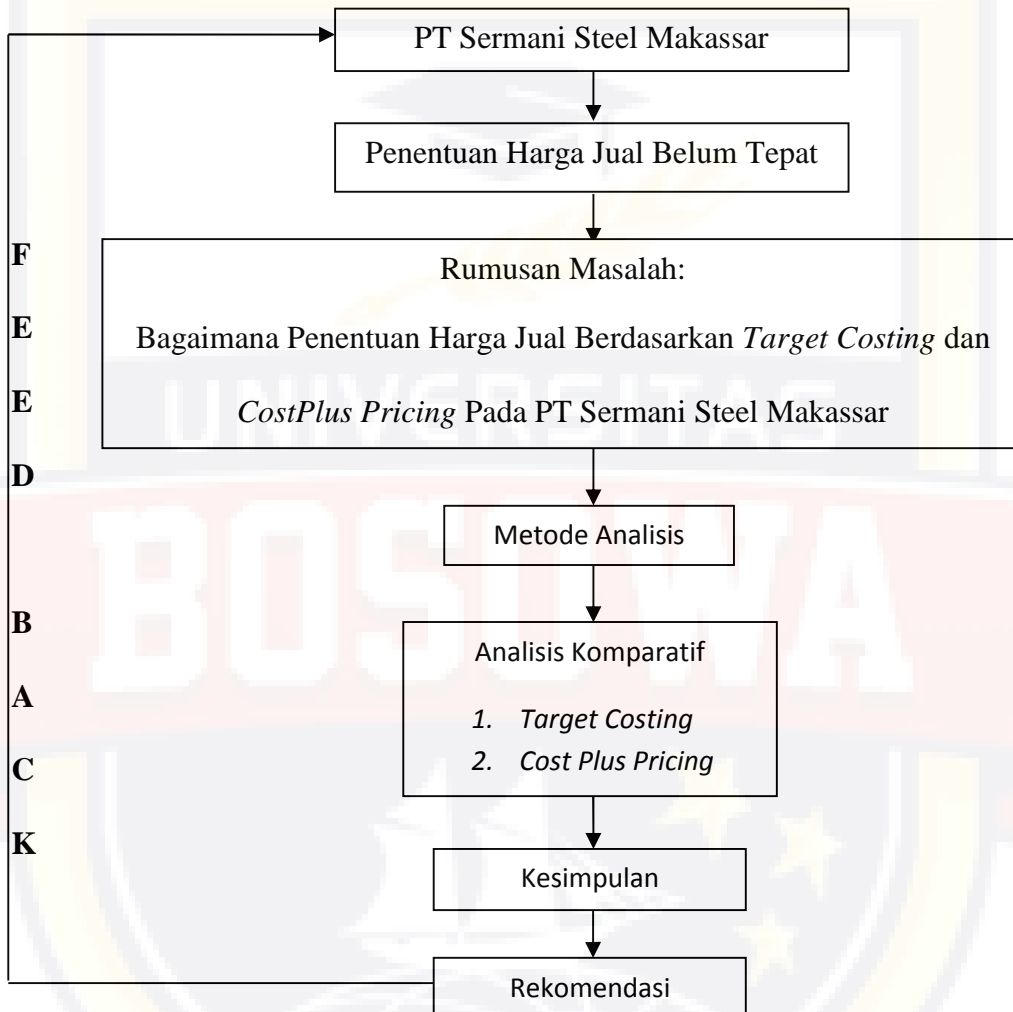 PT Sermani Steel Makassar
Penentuan Harga Jual Belum Tepat
Rumusan Masalah:
Bagaimana Penentuan Harga Jual Berdasarkan Target Costing dan
CostPlus Pricing Pada PT Sermani Steel Makassar
Metode Analisis
Analisis Komparatif
1. Target Costing
2. Cost Plus Pricing
Kesimpulan
Rekomendasi
F
E
E
D
B
A
C
K
UNIVERSITAS
BOSOWA